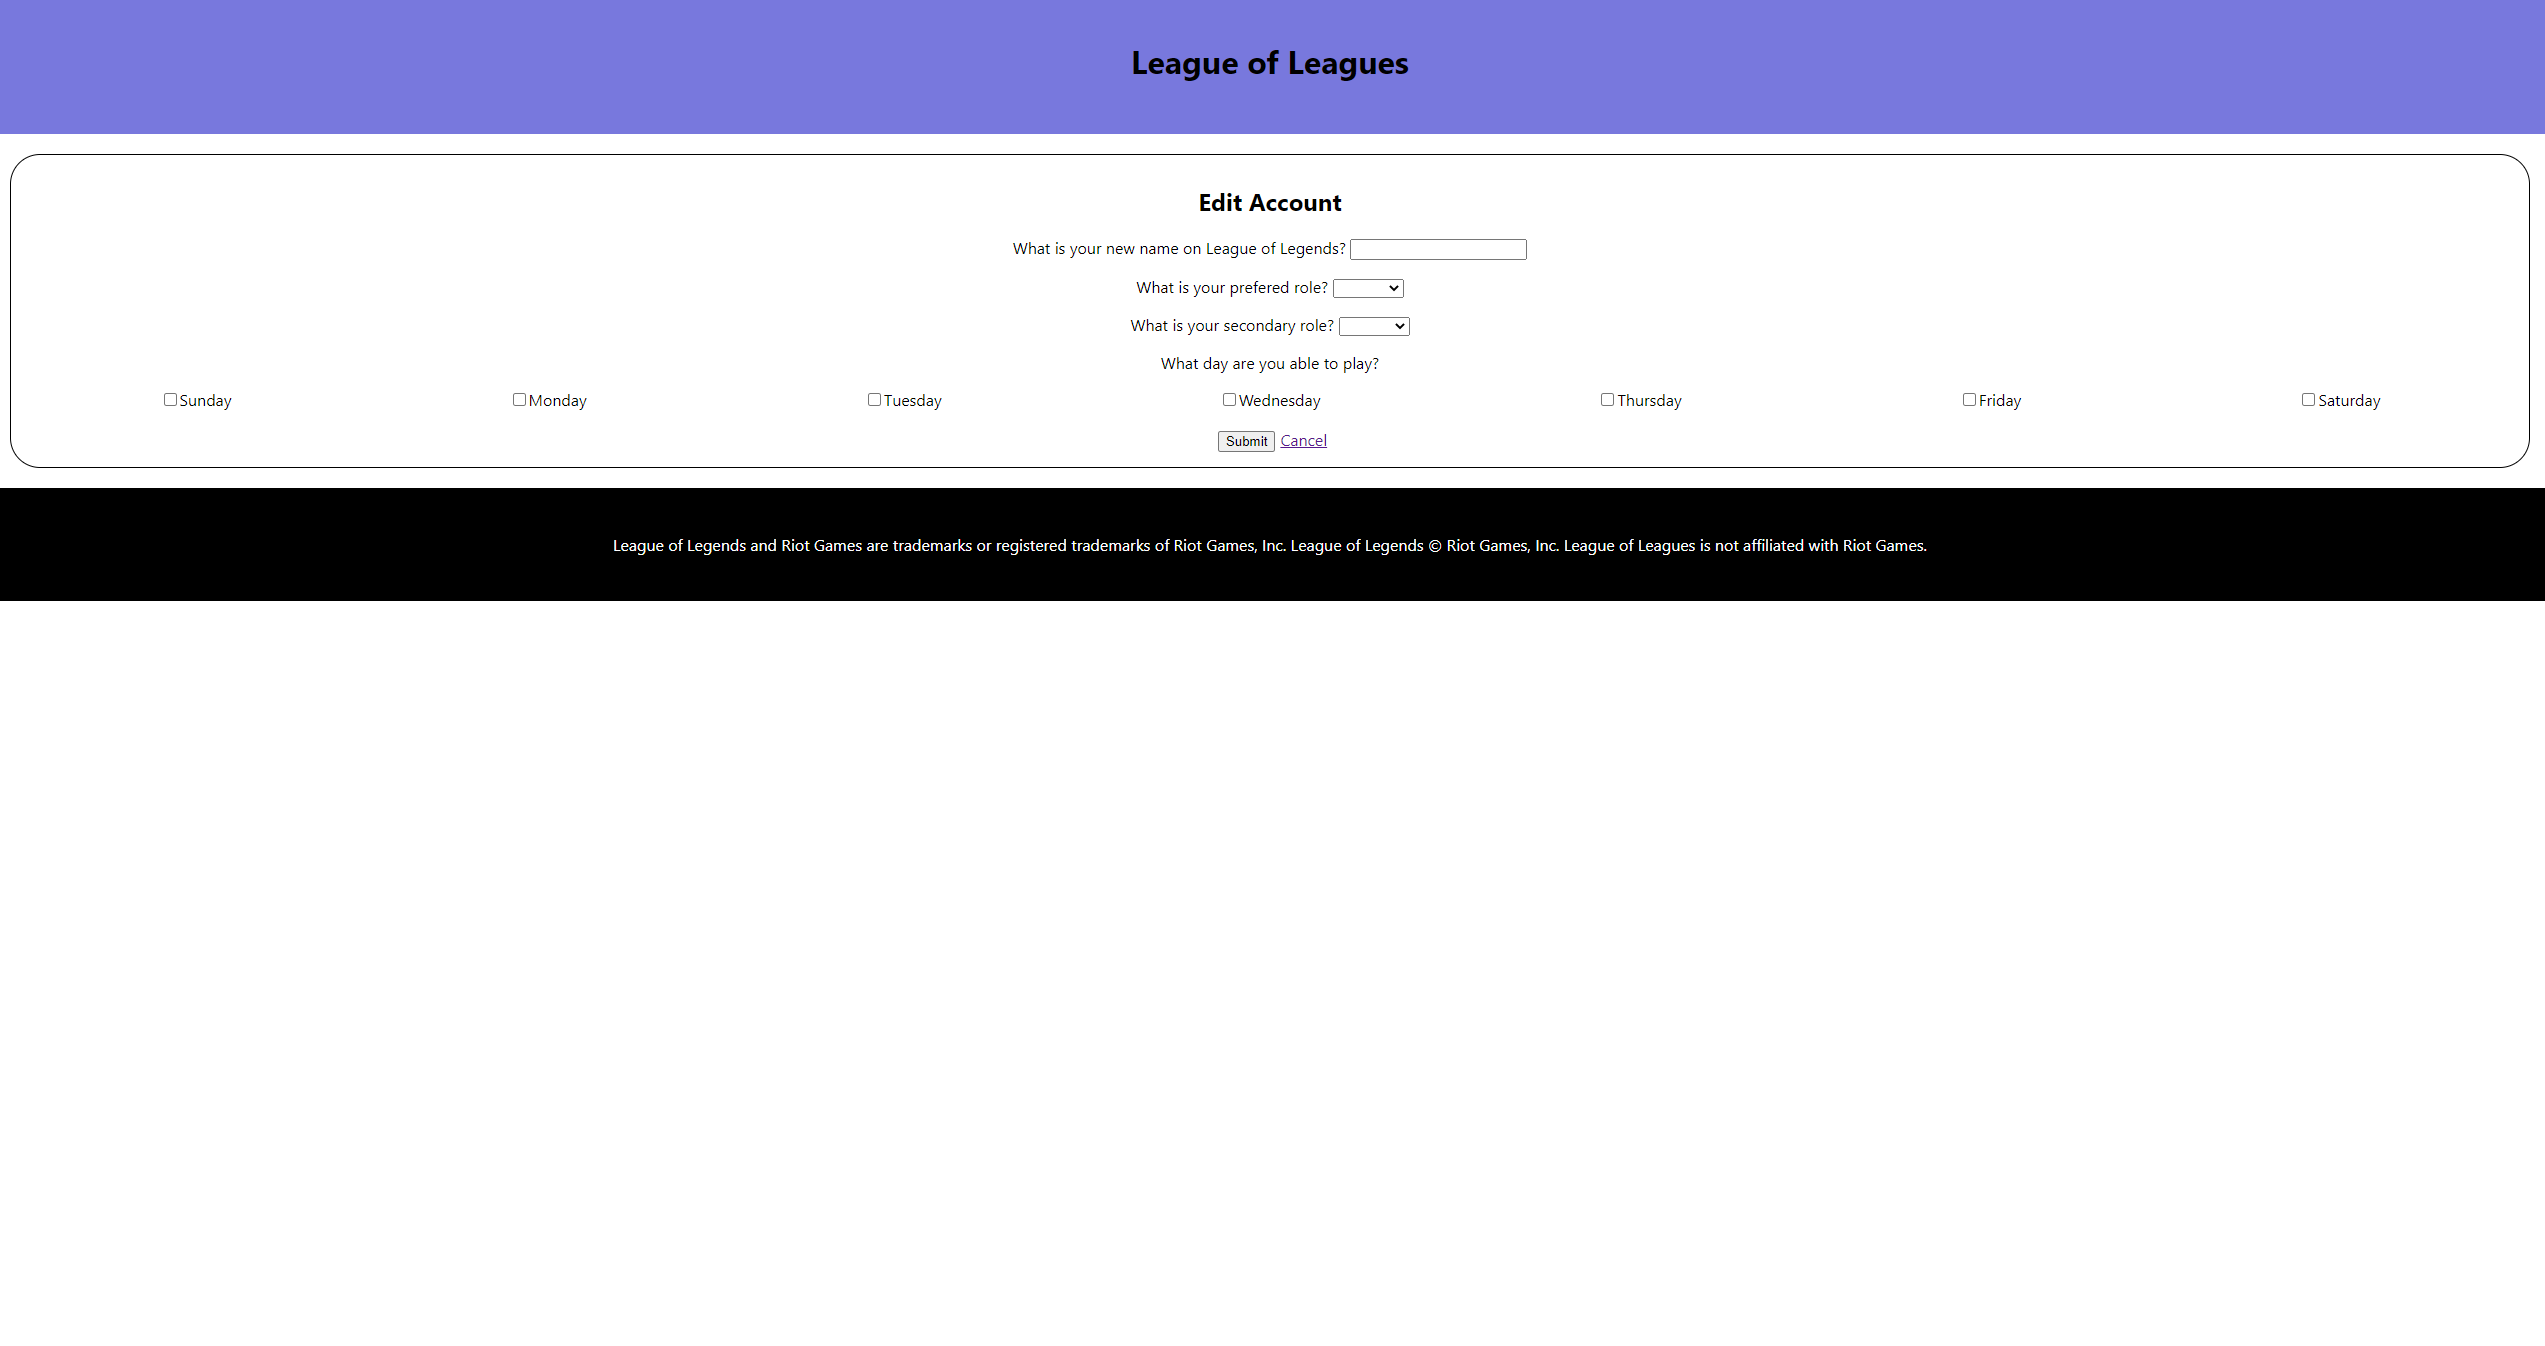 League of Leagues
Edit Account
What is your new name on League of Legends?
What is your prefered role?
What is your secondary role?
What day are you able to play?
Sunday Monday Tuesday Wednesday Thursday Friday Saturday
Submit Cancel
League of Legends and Riot Games are trademarks or registered trademarks of Riot Games, Inc. League of Legends © Riot Games, Inc. League of Leagues is not affiliated with Riot Games.